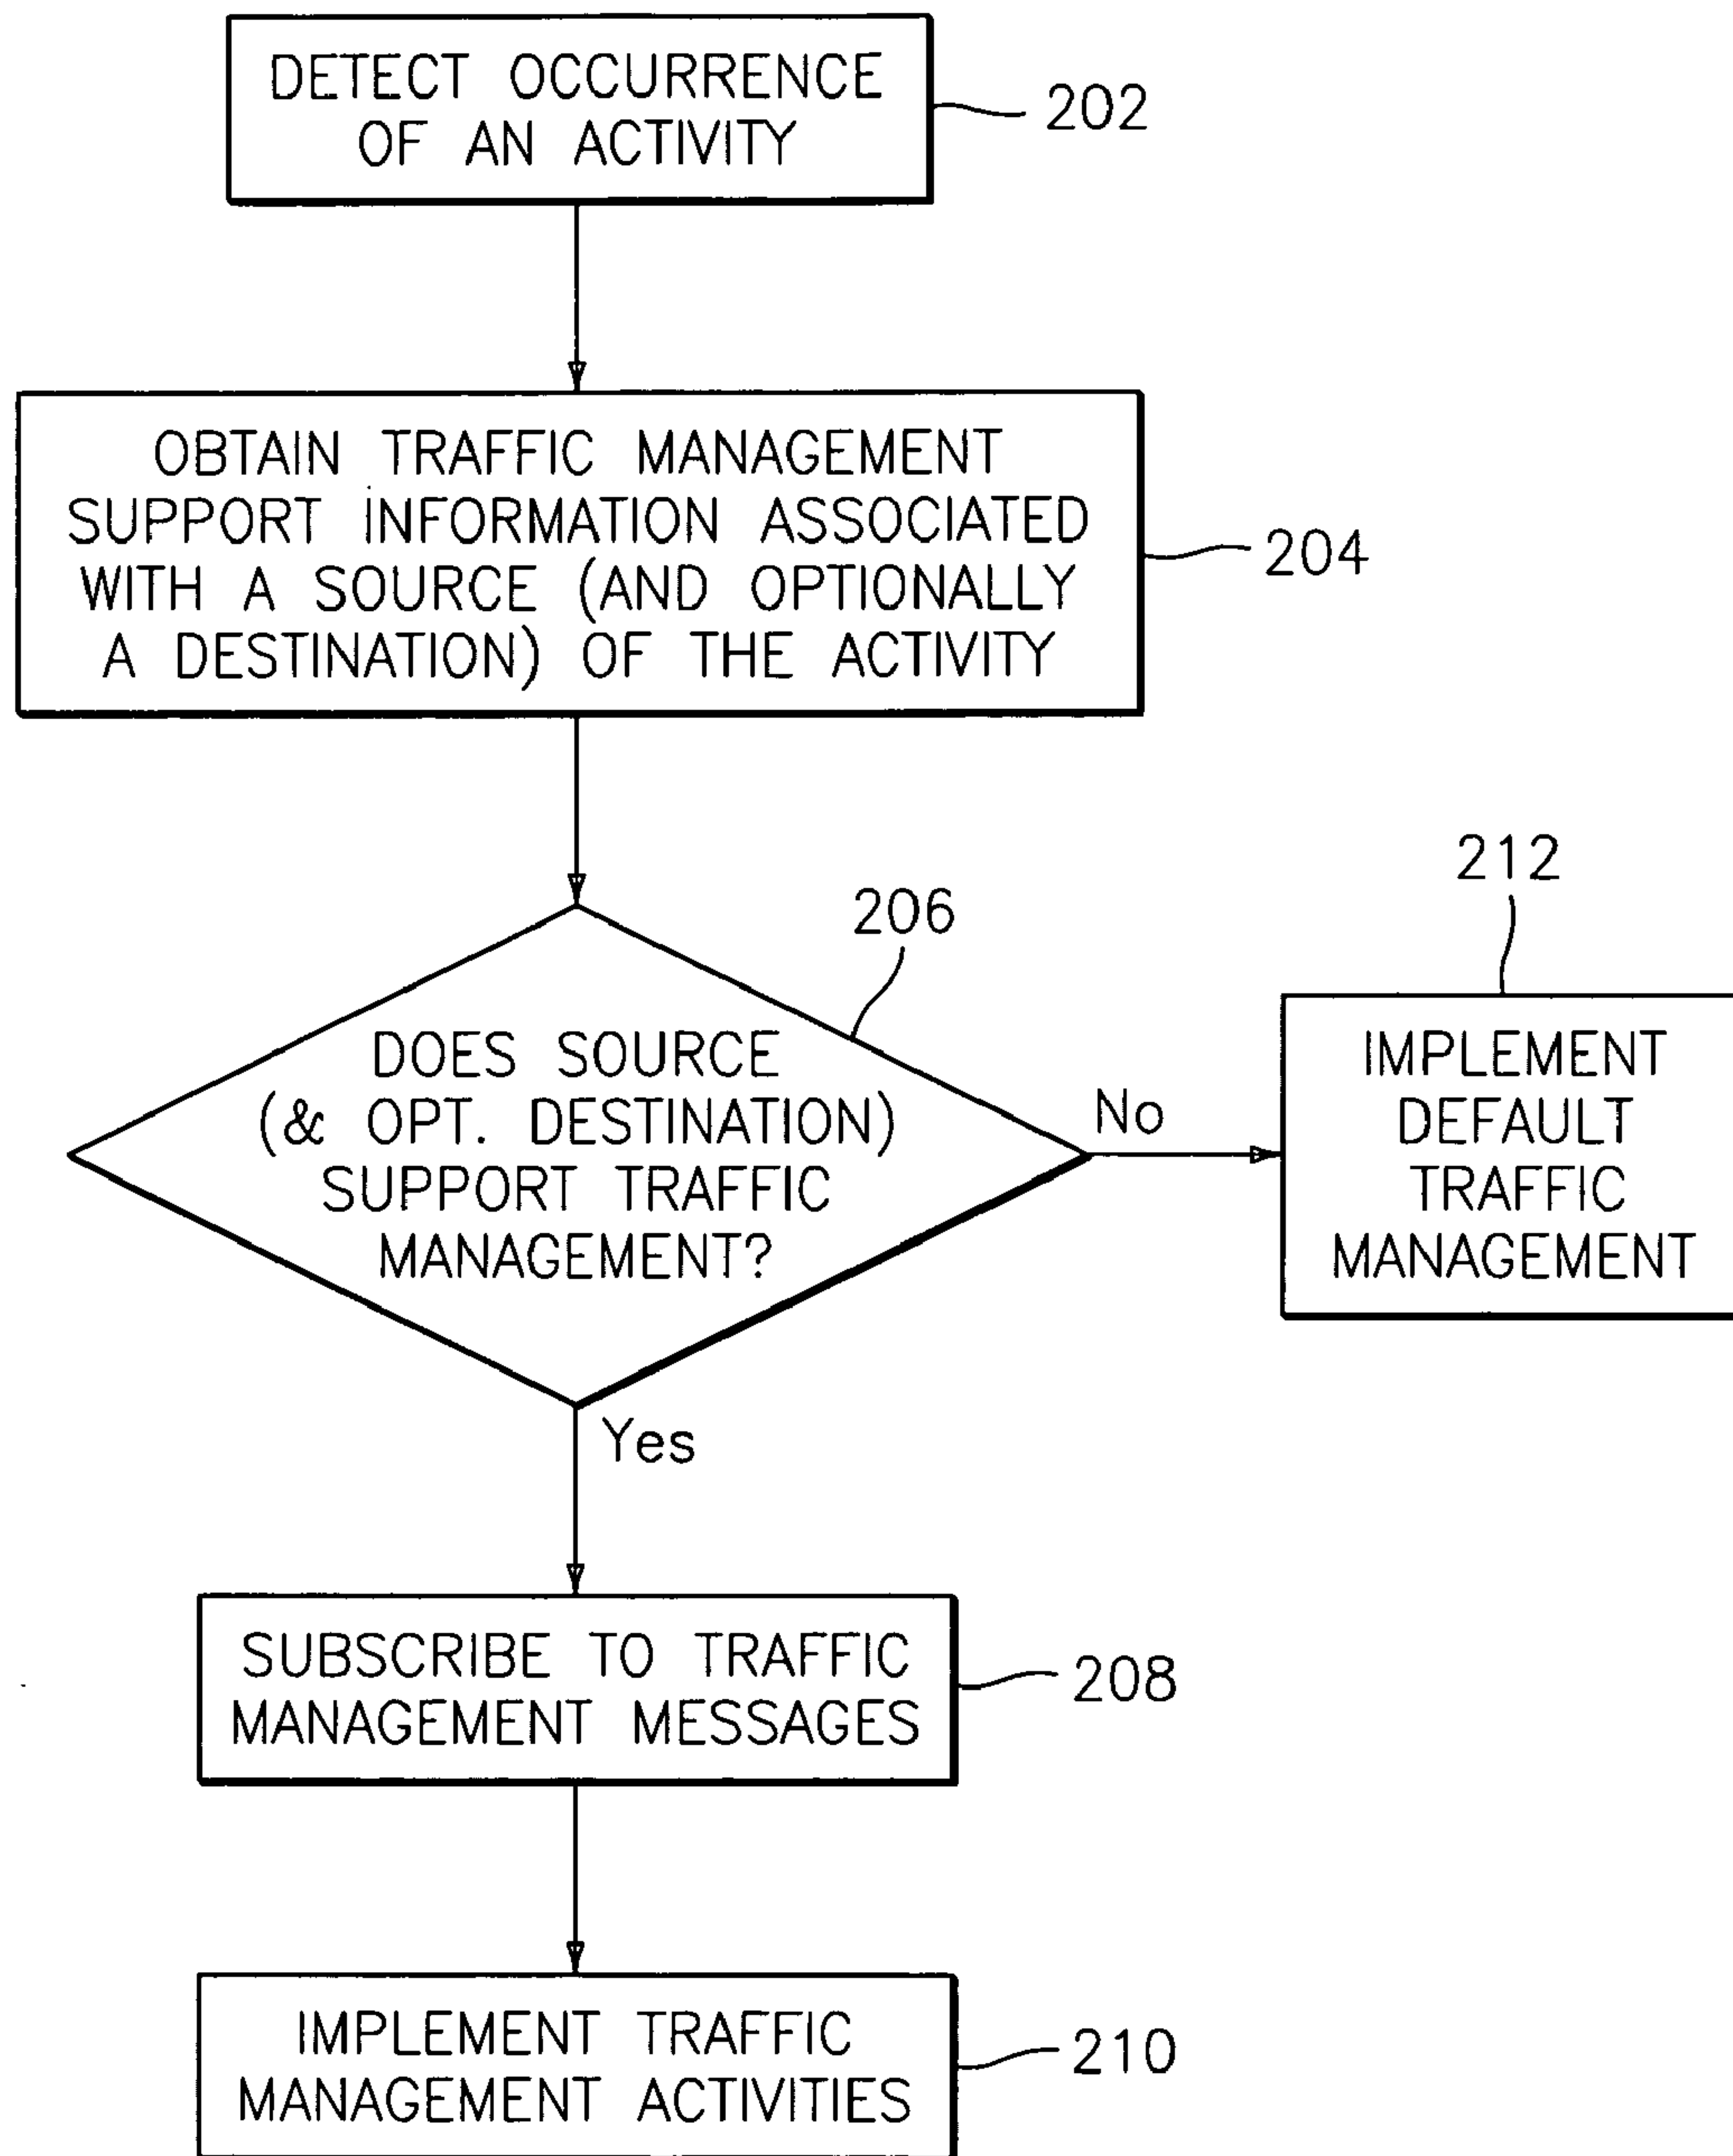 DETECT OCCURRENCE
OF AN ACTIVITY
202
OBTAIN TRAFFIC MANAGEMENT
SUPPORT INFORMATION ASSOCIATED
WITH A SOURCE (AND OPTIONALLY
A DESTINATION) OF THE ACTIVITY
204
206
DOES SOURCE
(& OPT. DESTINATION)
SUPPORT TRAFFIC
MANAGEMENT?
No
212
IMPLEMENT
DEFAULT
TRAFFIC
MANAGEMENT
Yes
SUBSCRIBE TO TRAFFIC
MANAGEMENT MESSAGES
208
IMPLEMENT TRAFFIC
MANAGEMENT ACTIVITIES
210